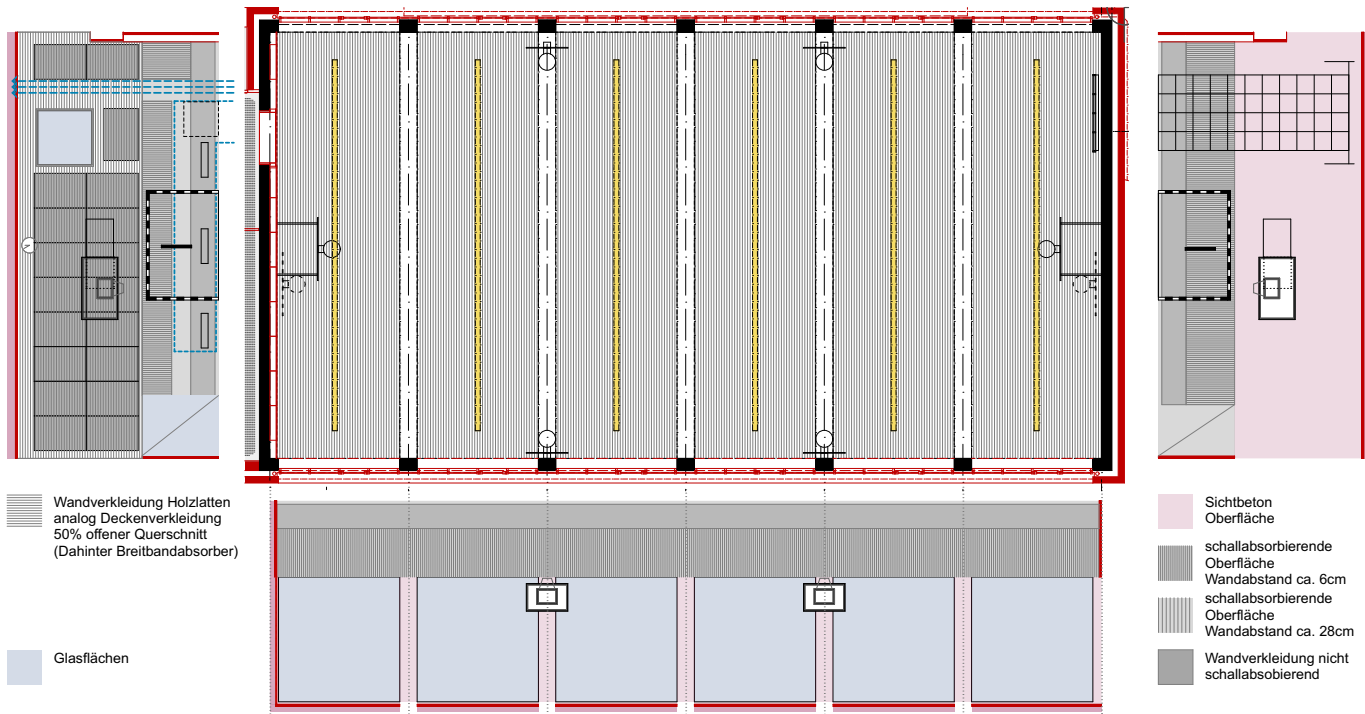 Wandverkleidung Holzlatten
analog Deckenverkleidung
50% offener Querschnitt
(Dahinter Breitbandabsorber)
Glasflächen
Sichtbeton
Oberfläche
schallabsorbierende
Oberfläche
Wandabstand ca. 6cm
schallabsorbierende
Oberfläche
Wandabstand ca. 28cm
Wandverkleidung nicht
schallabsobierend